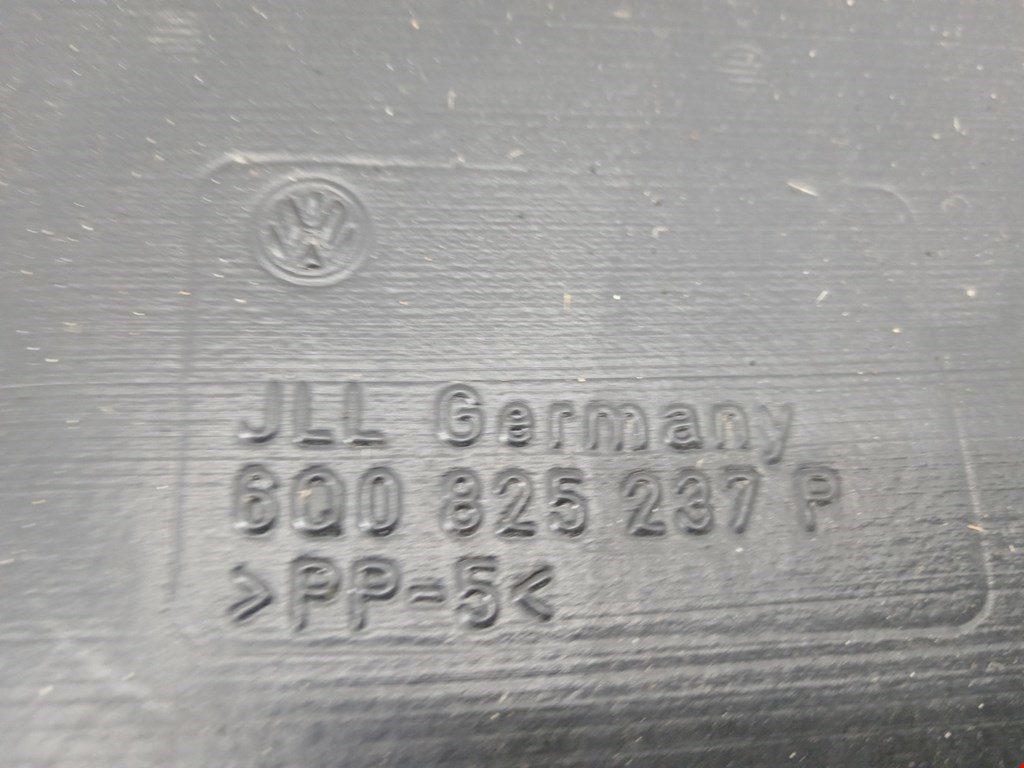 JLL Germany
6Q0 825 237 P
>PP-5<